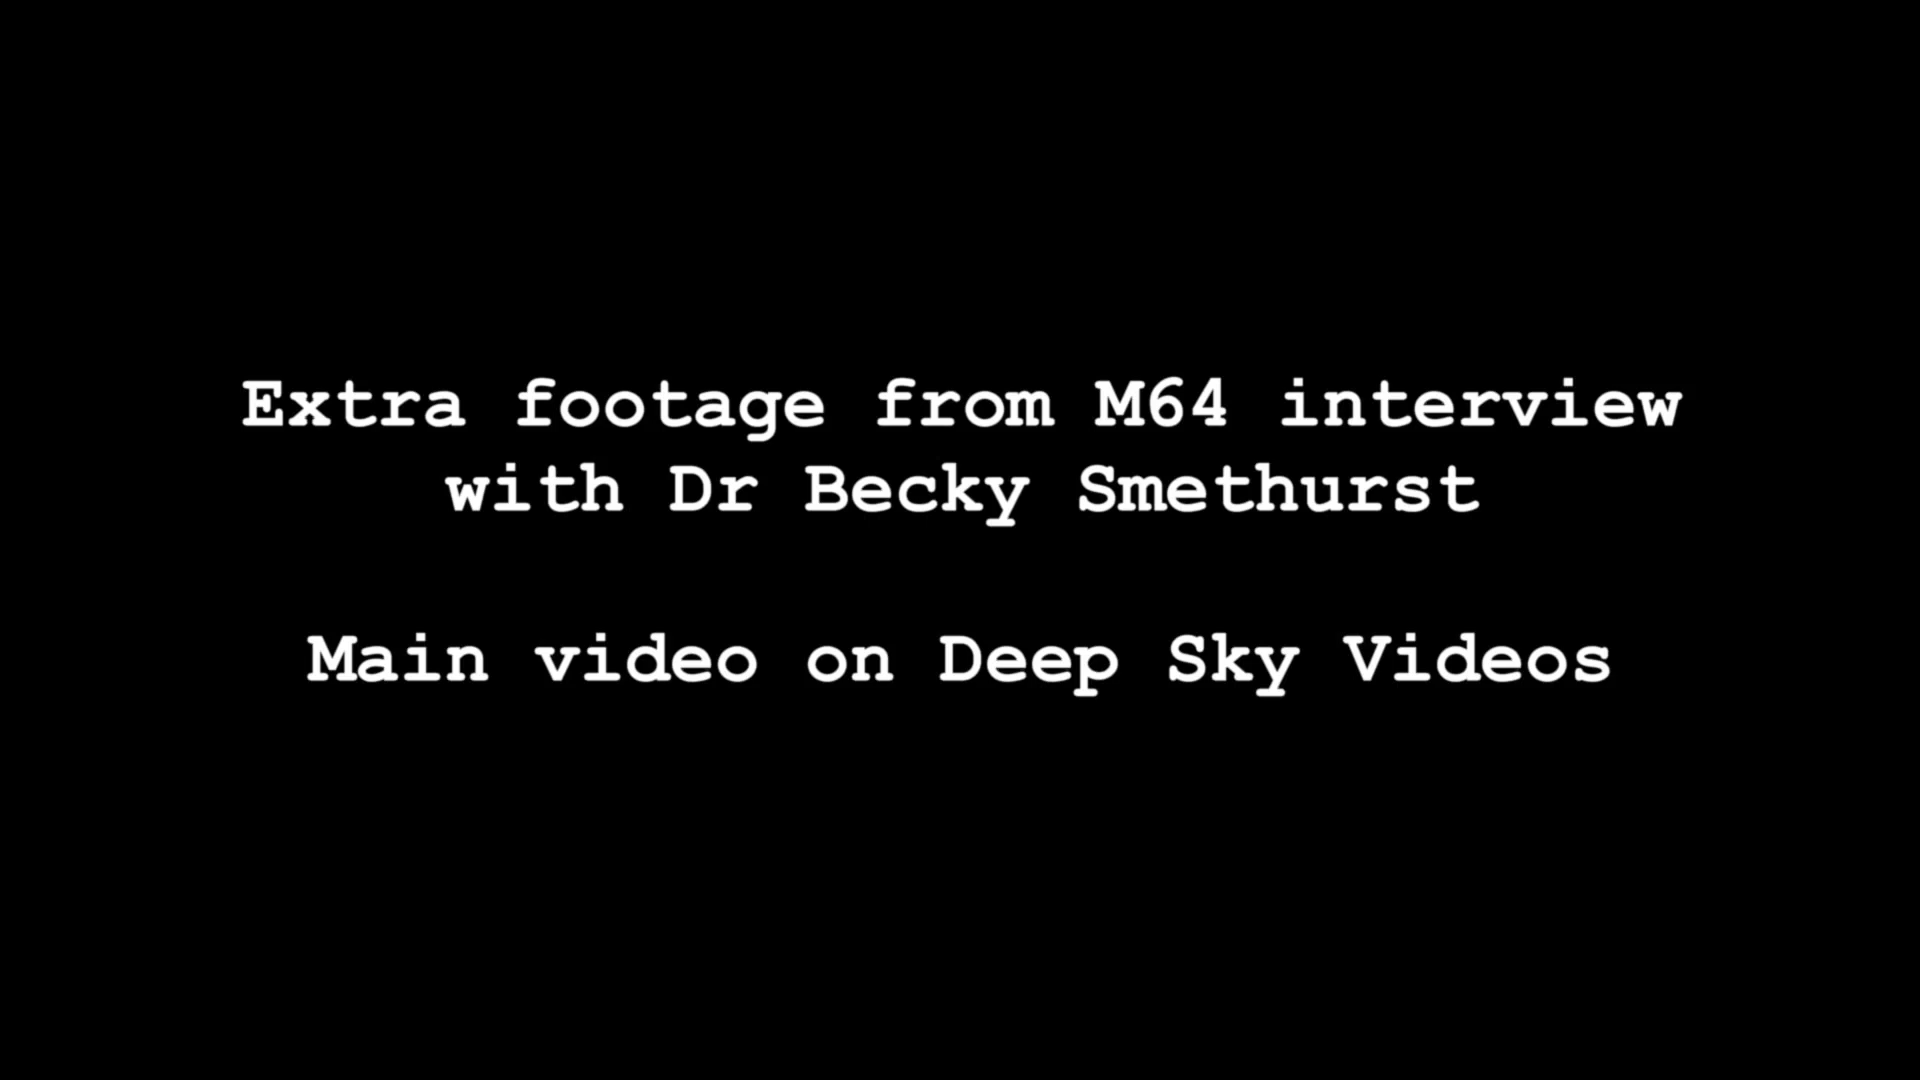 Extra footage from M64 interview
with Dr Becky Smethurst
Main video on Deep Sky Videos